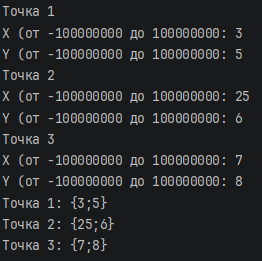 Точка 1
X (от -100000000 до 100000000: 3
Y (от -100000000 до 100000000: 5
Точка 2
X (от -100000000 до 100000000: 25
Y (от -100000000 до 100000000: 6
Точка 3
X (от -100000000 до 100000000: 7
Y (от -100000000 до 100000000: 8
Точка 1: {3;5}
Точка 2: {25;6}
Точка 3: {7;8}